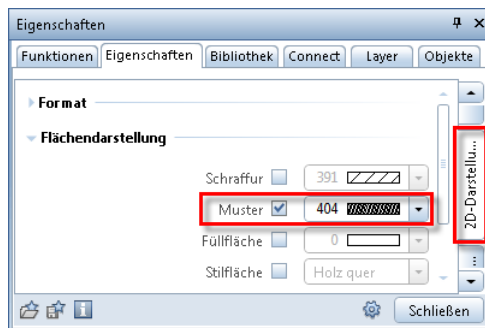 Eigenschaften
Funktionen Eigenschaften Bibliothek Connect Layer Objekte
Format
Flächendarstellung
Schraffur 391
Muster 404
Füllfläche 0
Stilfläche Holz quer
2D-Darstellu...
Schließen